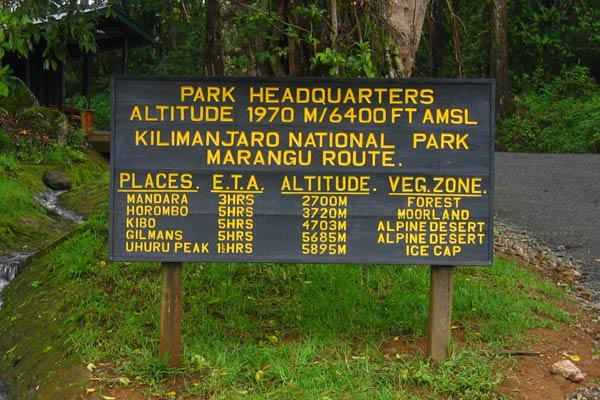 PARK HEADQUARTERS
ALTITUDE 1970 M/6400 FT AMSL
KILIMANJARO NATIONAL PARK
MARANGU ROUTE.
PLACES. E.T.A. ALTITUDE. VEG. ZONE.
MANDARA 3HRS 2700M FOREST
HOROMBO 5HRS 3720M MOORLAND
KIBO 5HRS 4703M ALPINE DESERT
GILMANS 5HRS 5685M ALPINE DESERT
UHURU PEAK 1½HRS 5895M ICE CAP